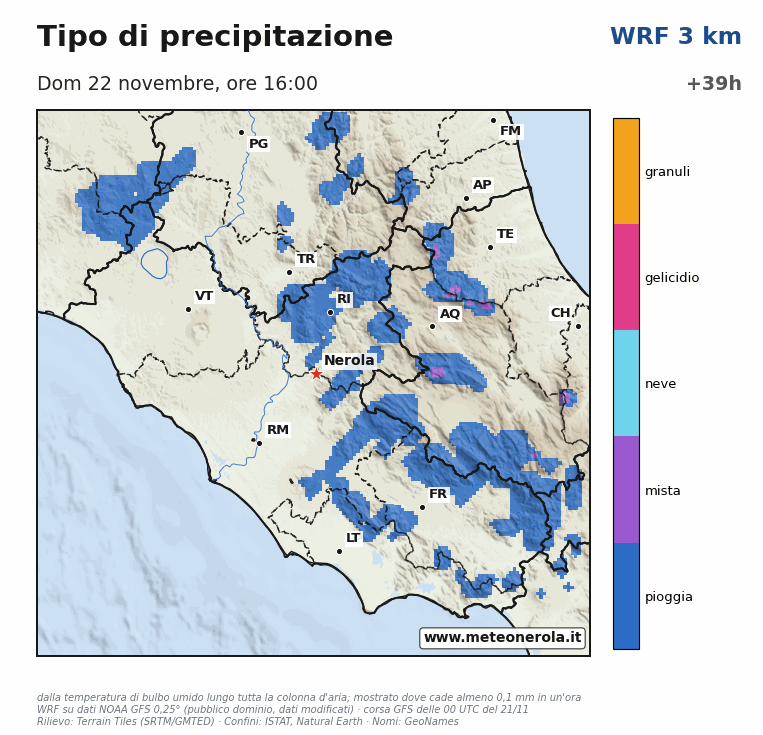 Tipo di precipitazione
WRF 3 km
Dom 22 novembre, ore 16:00
+39h
FM
PG
AP
TE
TR
VT
RI
AQ
CH
Nerola
RM
FR
LT
www.meteonerola.it
granuli
gelicidio
neve
mista
pioggia
dalla temperatura di bulbo umido lungo tutta la colonna d'aria; mostrato dove cade almeno 0,1 mm in un'ora
WRF su dati NOAA GFS 0,25° (pubblico dominio, dati modificati) · corsa GFS delle 00 UTC del 21/11
Rilievo: Terrain Tiles (SRTM/GMTED) · Confini: ISTAT, Natural Earth · Nomi: GeoNames